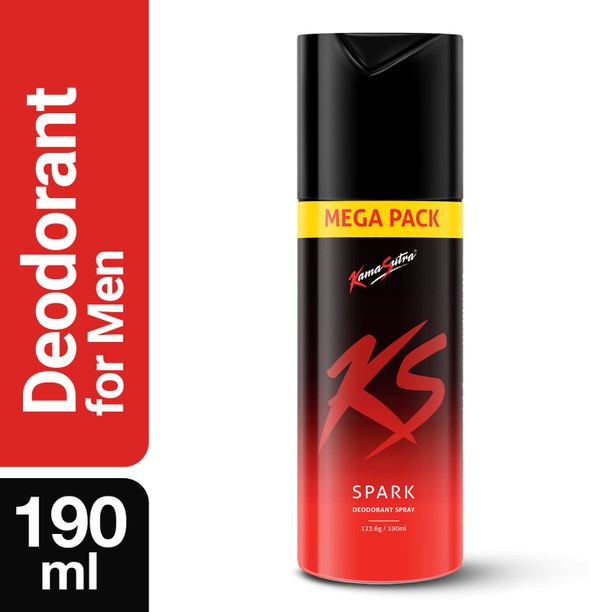 Deodorant
for Men
190
ml
MEGA PACK
KamaSutra®
KS
SPARK
DEODORANT SPRAY
123.6g / 190ml